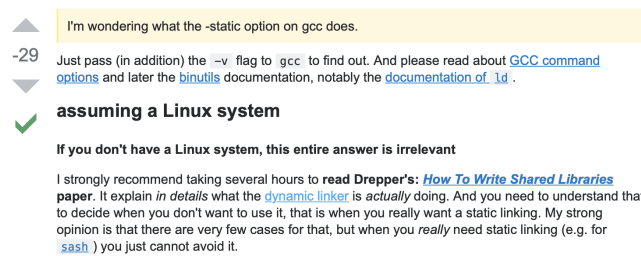 I'm wondering what the -static option on gcc does.
-29
Just pass (in addition) the -v flag to gcc to find out. And please read about GCC command
options and later the binutils documentation, notably the documentation of ld .
assuming a Linux system
If you don't have a Linux system, this entire answer is irrelevant
I strongly recommend taking several hours to read Drepper's: How To Write Shared Libraries
paper. It explain in details what the dynamic linker is actually doing. And you need to understand tha
to decide when you don't want to use it, that is when you really want a static linking. My strong
opinion is that there are very few cases for that, but when you really need static linking (e.g. for
sash ) you just cannot avoid it.